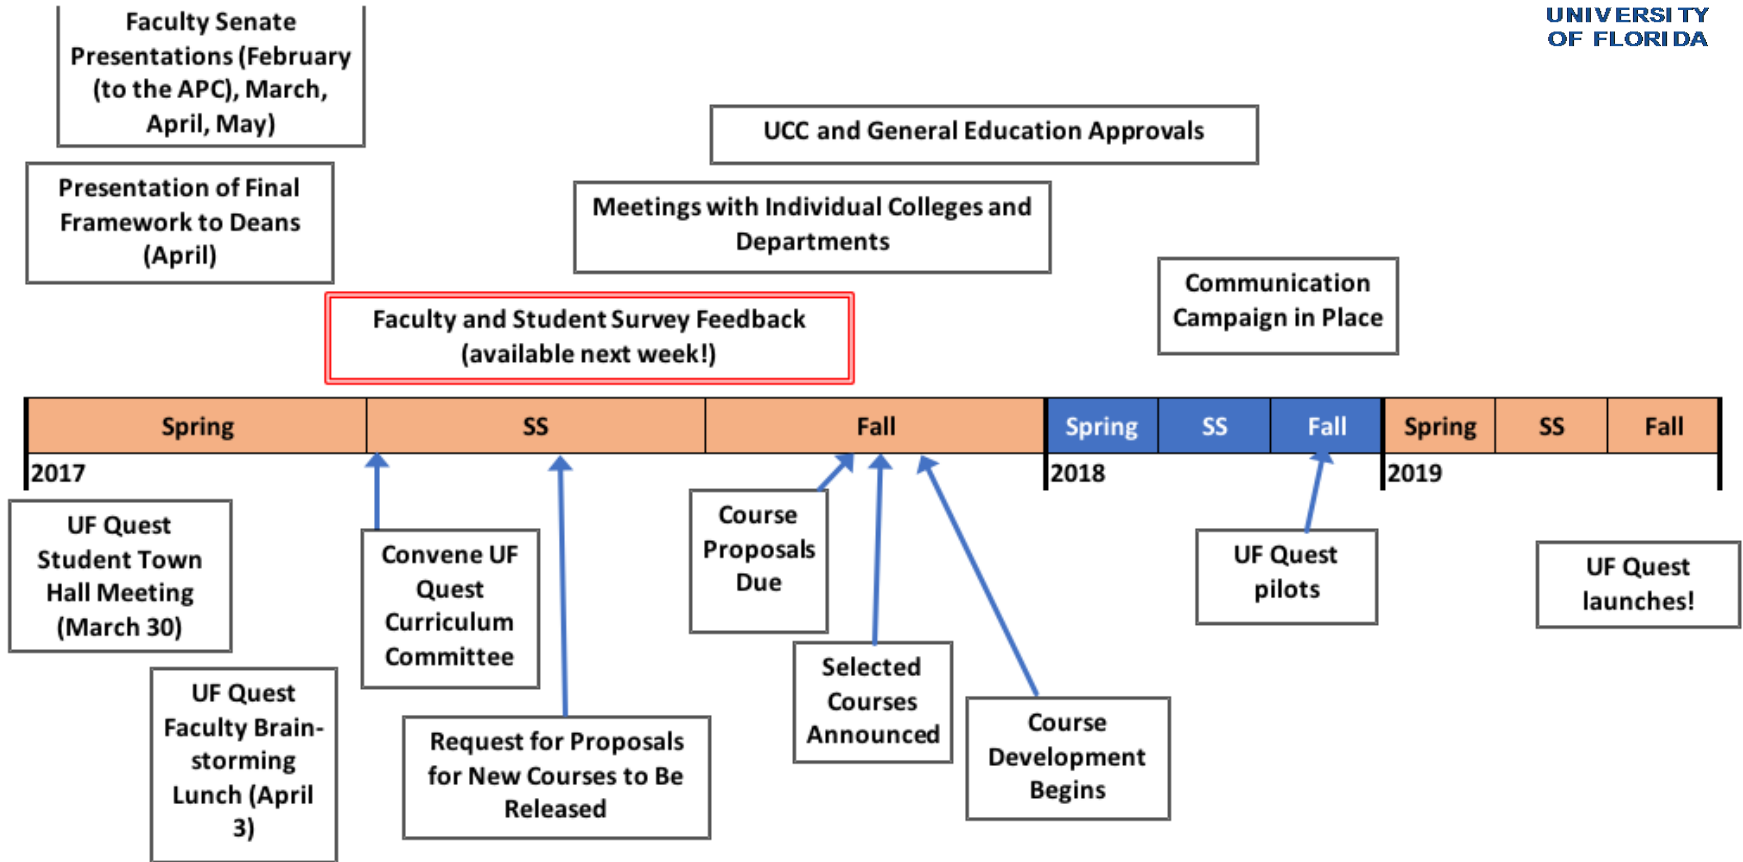 UNIVERSITY
OF FLORIDA
Faculty Senate
Presentations (February
(to the APC), March,
April, May)
UCC and General Education Approvals
Presentation of Final
Framework to Deans
(April)
Meetings with Individual Colleges and
Departments
Communication
Campaign in Place
Faculty and Student Survey Feedback
(available next week!)
Spring
SS
Fall
Spring
SS
Fall
Spring
SS
Fall
2017
2018
2019
UF Quest
Student Town
Hall Meeting
(March 30)
UF Quest
Faculty Brain-
storming
Lunch (April
3)
Convene UF
Quest
Curriculum
Committee
Request for Proposals
for New Courses to Be
Released
Course
Proposals
Due
Selected
Courses
Announced
Course
Development
Begins
UF Quest
pilots
UF Quest
launches!